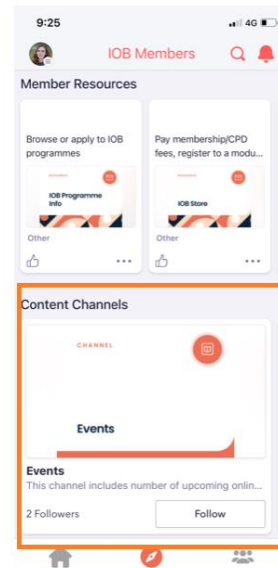 9:25
4G
IOB Members
Member Resources
Browse or apply to IOB
programmes
IOB Programme
Info
Other
Pay membership/CPD
fees, register to a modu...
IOB Store
Other
Content Channels
CHANNEL
Events
Events
This channel includes number of upcoming onlin...
2 Followers
Follow